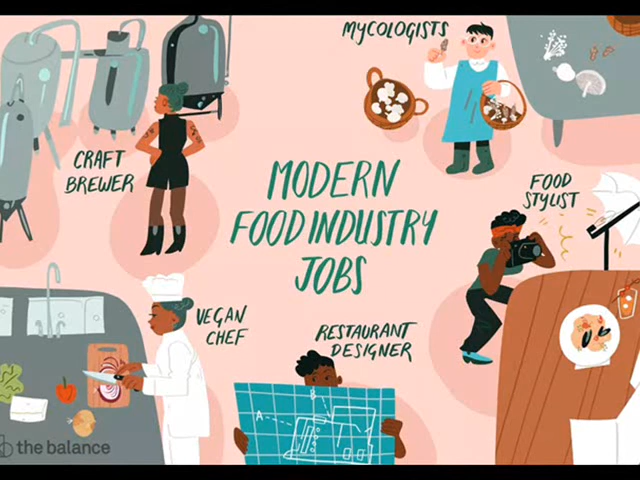 MYCOLOGISTS
CRAFT
BREWER
MODERN
FOOD INDUSTRY
JOBS
FOOD
STYLIST
VEGAN
CHEF
RESTAURANT
DESIGNER
A
B
the balance